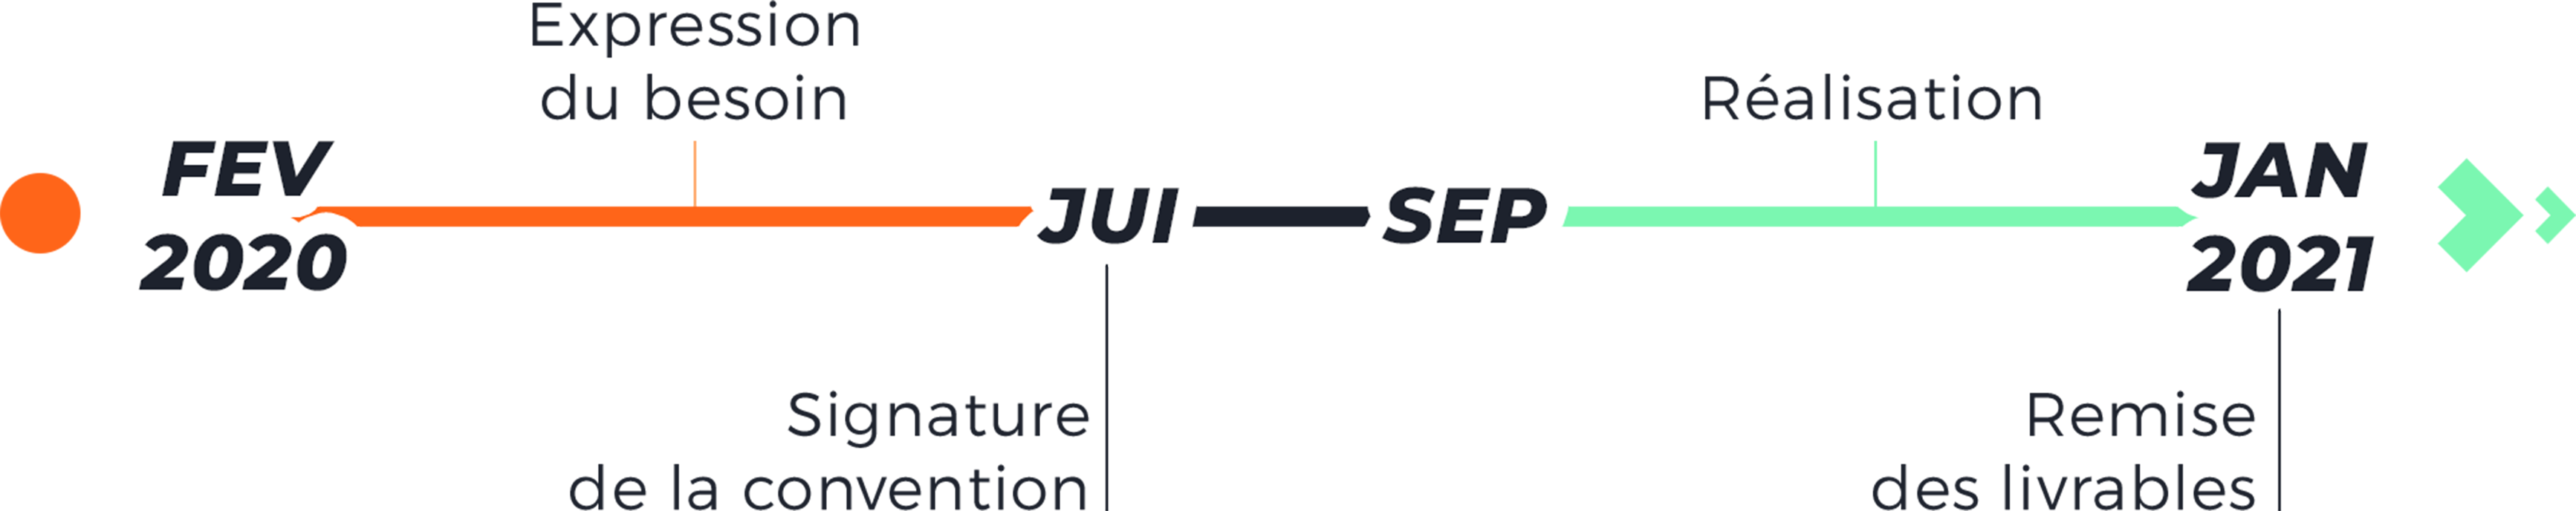 Expression
du besoin
Réalisation
FEV
2020
JUI
SEP
JAN
2021
Signature
de la convention
Remise
des livrables